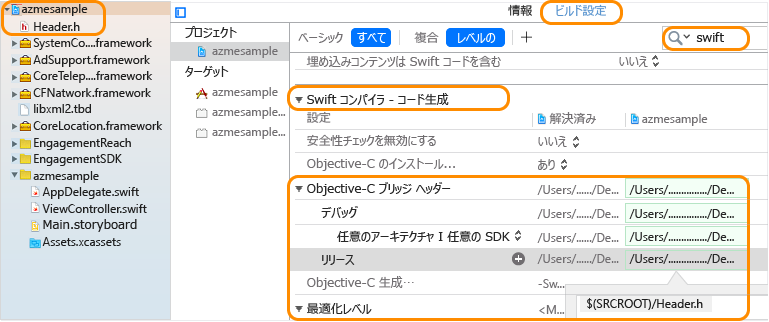 azmesample
Header.h
SystemCo....framework
AdSupport.framework
CoreTelep....framework
CFNatwork.framework
libxml2.tbd
CoreLocation.framework
EngagementReach
EngagementSDK
azmesample
AppDelegate.swift
ViewController.swift
Main.storyboard
Assets.xcassets
プロジェクト
azmesample
ターゲット
azmesample
azmesample...
azmesample...
情報 ビルド設定
ベーシック すべて 複合 レベルの + swift
埋め込みコンテンツは Swift コードを含む いいえ
Swift コンパイラ - コード生成
設定 解決済み azmesample
安全性チェックを無効にする いいえ
Objective-C のインストール... あり
Objective-C ブリッジ ヘッダー /Users/......./De... /Users/................/De...
デバッグ /Users/......./De... /Users/................/De...
任意のアーキテクチャ I 任意の SDK /Users/......./De... /Users/................/De...
リリース /Users/......./De... /Users/................/De...
Objective-C 生成… -Sw...
$(SRCROOT)/Header.h
最適化レベル <M...